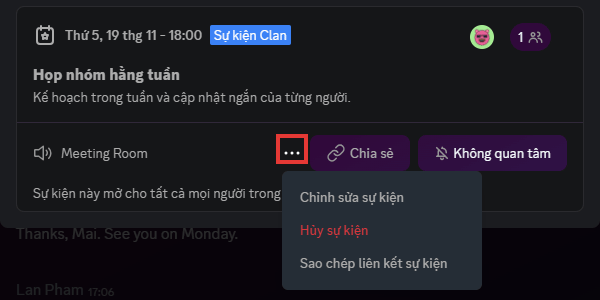 Thứ 5, 19 thg 11 - 18:00 Sự kiện Clan 1
Họp nhóm hằng tuần
Kế hoạch trong tuần và cập nhật ngắn của từng người.
Meeting Room ... Chia sẻ Không quan tâm
Sự kiện này mở cho tất cả mọi người trong
Chỉnh sửa sự kiện
Hủy sự kiện
Sao chép liên kết sự kiện
Thanks, Mai. See you on Monday.
Lan Pham 17:06